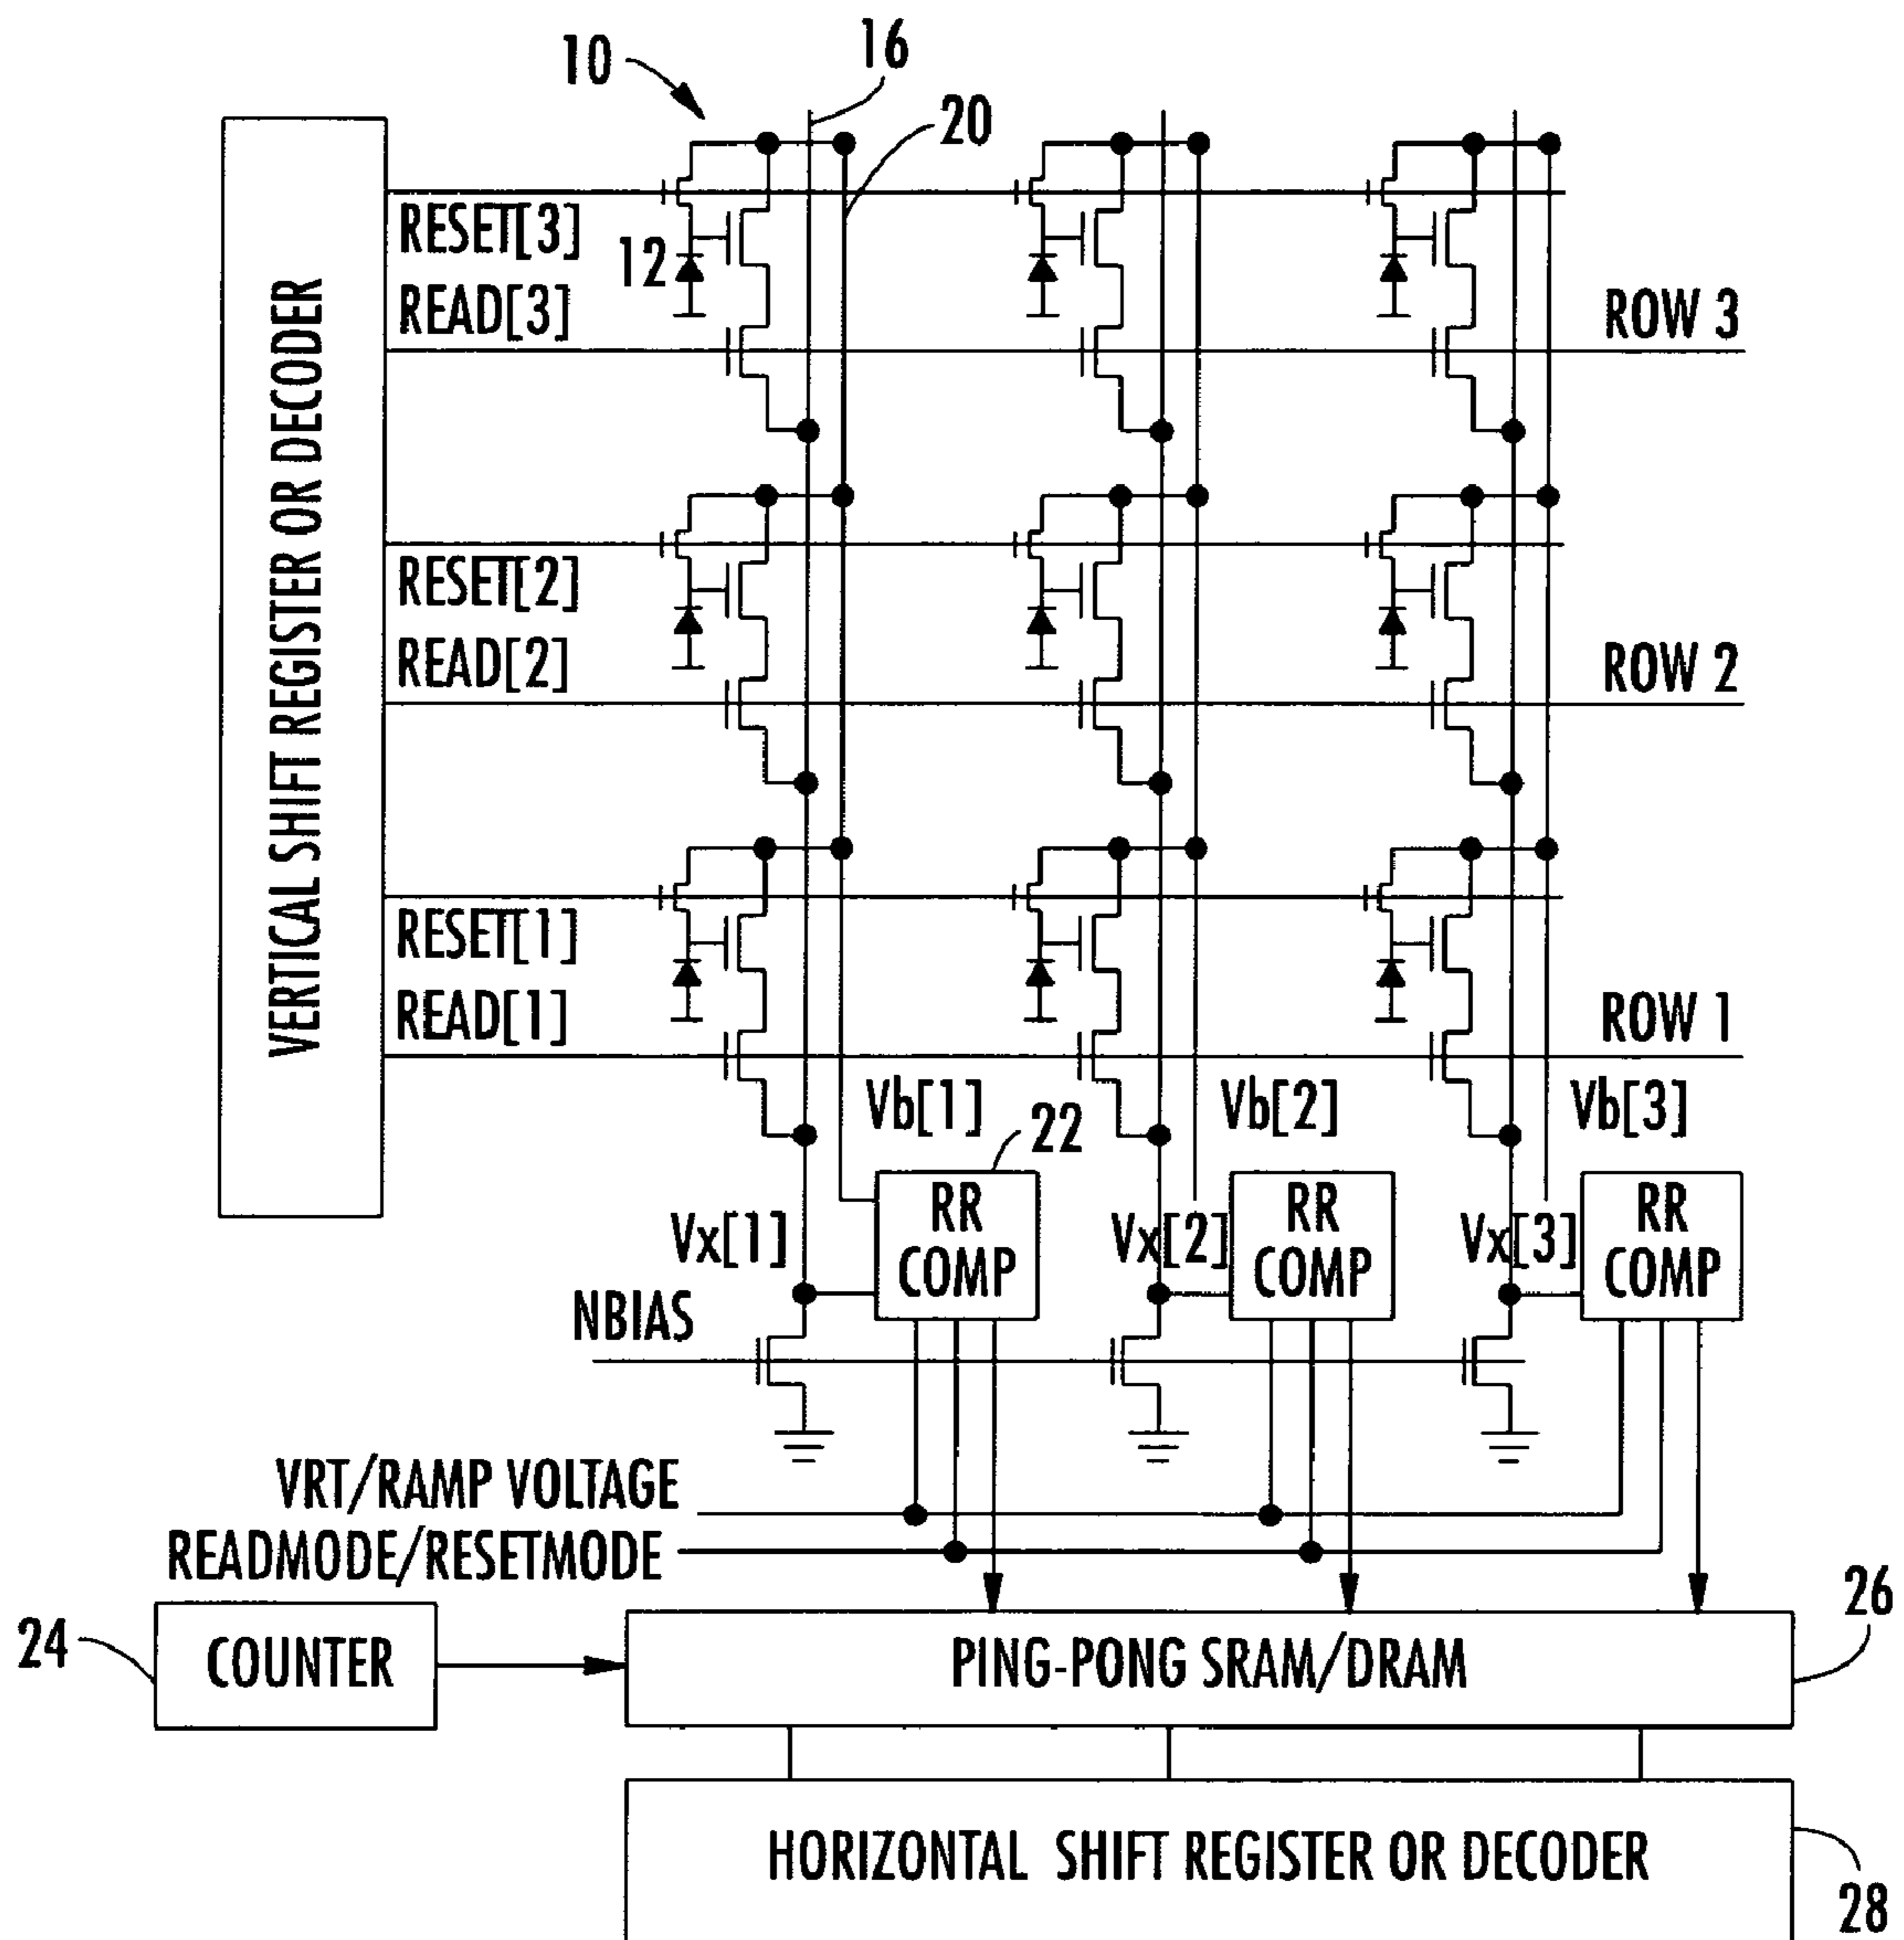 10
16
20
VERTICAL SHIFT REGISTER OR DECODER
RESET[3]
12
READ[3]
ROW 3
RESET[2]
READ[2]
ROW 2
RESET[1]
READ[1]
ROW 1
Vb[1]
22
Vb[2]
Vb[3]
Vx[1]
RR
COMP
Vx[2]
RR
COMP
Vx[3]
RR
COMP
NBIAS
VRT/RAMP VOLTAGE
READMODE/RESETMODE
24
COUNTER
PING-PONG SRAM/DRAM
26
HORIZONTAL SHIFT REGISTER OR DECODER
28